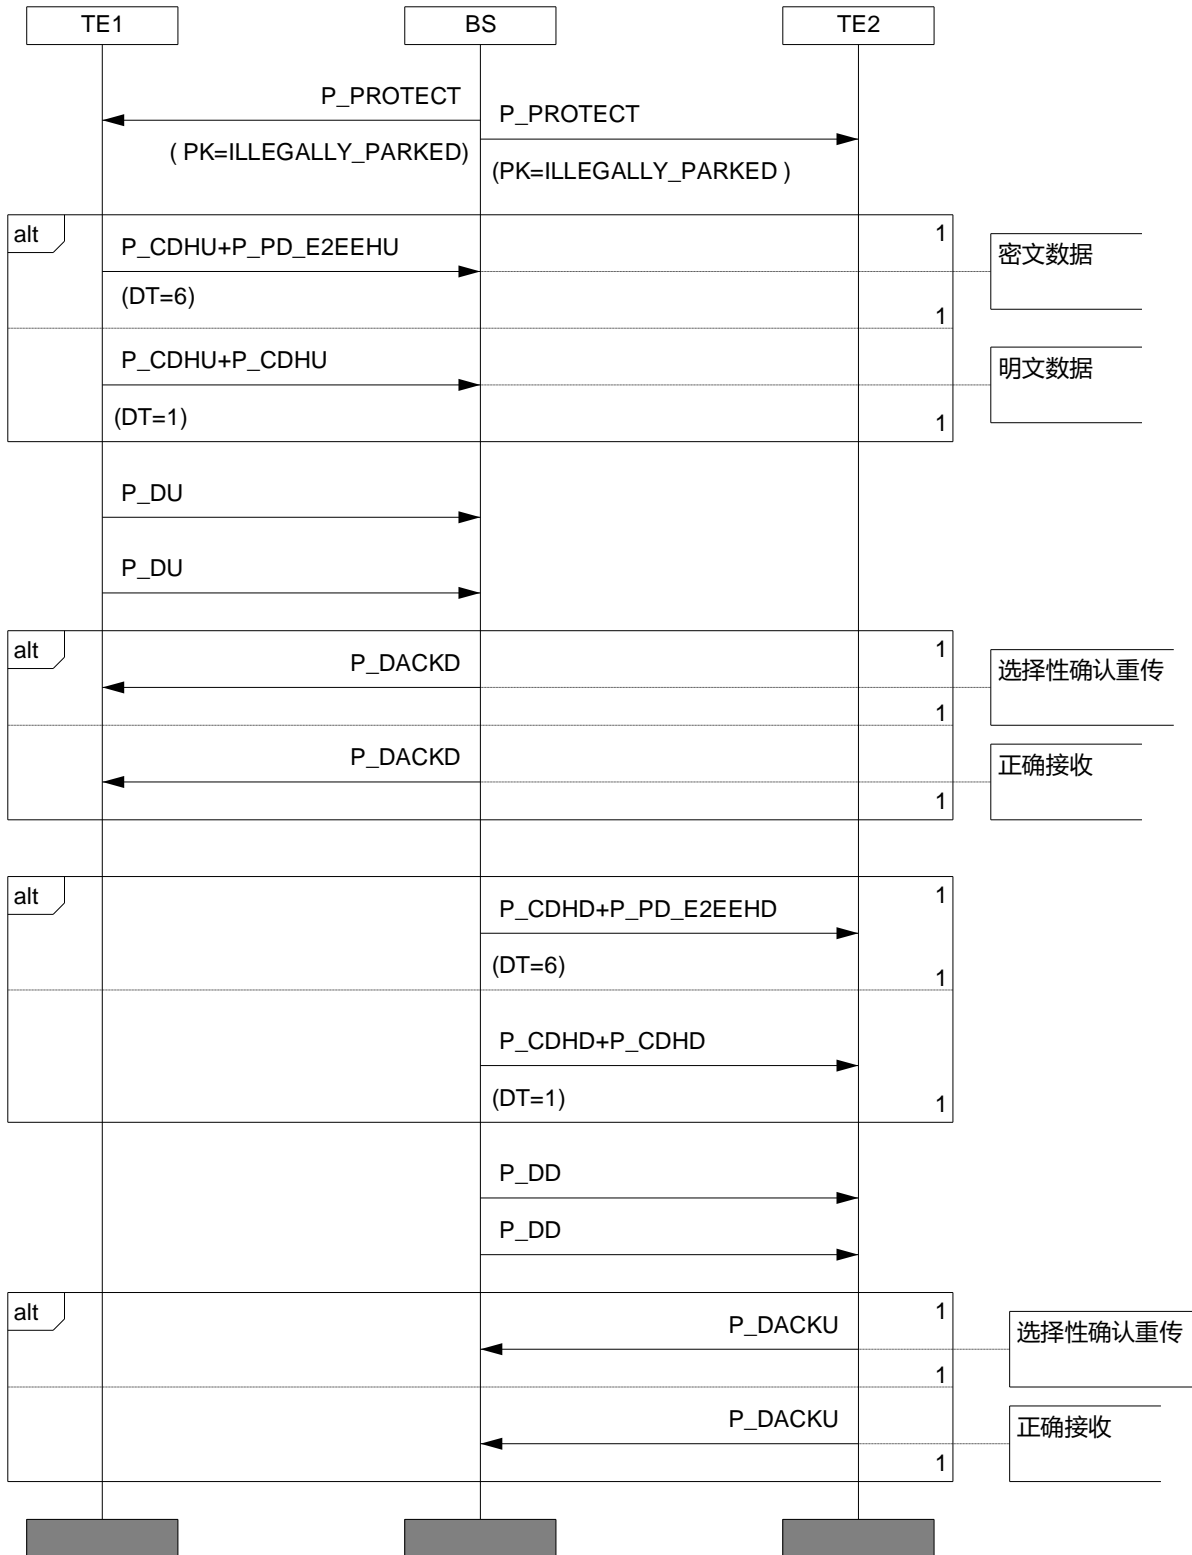 TE1
BS
TE2
P_PROTECT
( PK=ILLEGALLY_PARKED)
P_PROTECT
(PK=ILLEGALLY_PARKED )
alt
1
P_CDHU+P_PD_E2EEHU
密文数据
(DT=6)
1
P_CDHU+P_CDHU
明文数据
(DT=1)
1
P_DU
P_DU
alt
1
P_DACKD
选择性确认重传
1
P_DACKD
正确接收
1
alt
1
P_CDHD+P_PD_E2EEHD
(DT=6)
1
P_CDHD+P_CDHD
(DT=1)
1
P_DD
P_DD
alt
1
P_DACKU
选择性确认重传
1
P_DACKU
正确接收
1